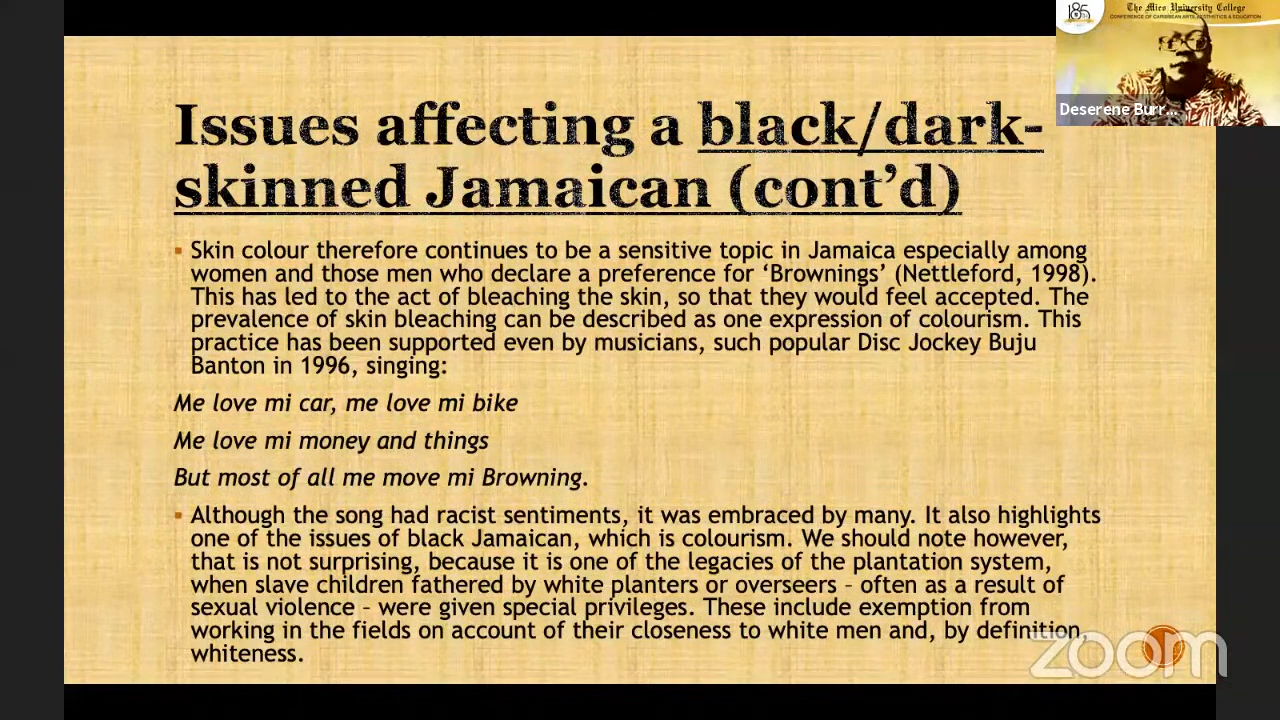 185
The Mico University College
CONFERENCE OF CARIBBEAN ARTS, AESTHETICS & EDUCATION
Deserene Burr...
Issues affecting a black/dark-
skinned Jamaican (cont’d)
▪ Skin colour therefore continues to be a sensitive topic in Jamaica especially among
women and those men who declare a preference for ‘Brownings’ (Nettleford, 1998).
This has led to the act of bleaching the skin, so that they would feel accepted. The
prevalence of skin bleaching can be described as one expression of colourism. This
practice has been supported even by musicians, such popular Disc Jockey Buju
Banton in 1996, singing:
Me love mi car, me love mi bike
Me love mi money and things
But most of all me move mi Browning.
▪ Although the song had racist sentiments, it was embraced by many. It also highlights
one of the issues of black Jamaican, which is colourism. We should note however,
that is not surprising, because it is one of the legacies of the plantation system,
when slave children fathered by white planters or overseers – often as a result of
sexual violence – were given special privileges. These include exemption from
working in the fields on account of their closeness to white men and, by definition
whiteness.
zoom